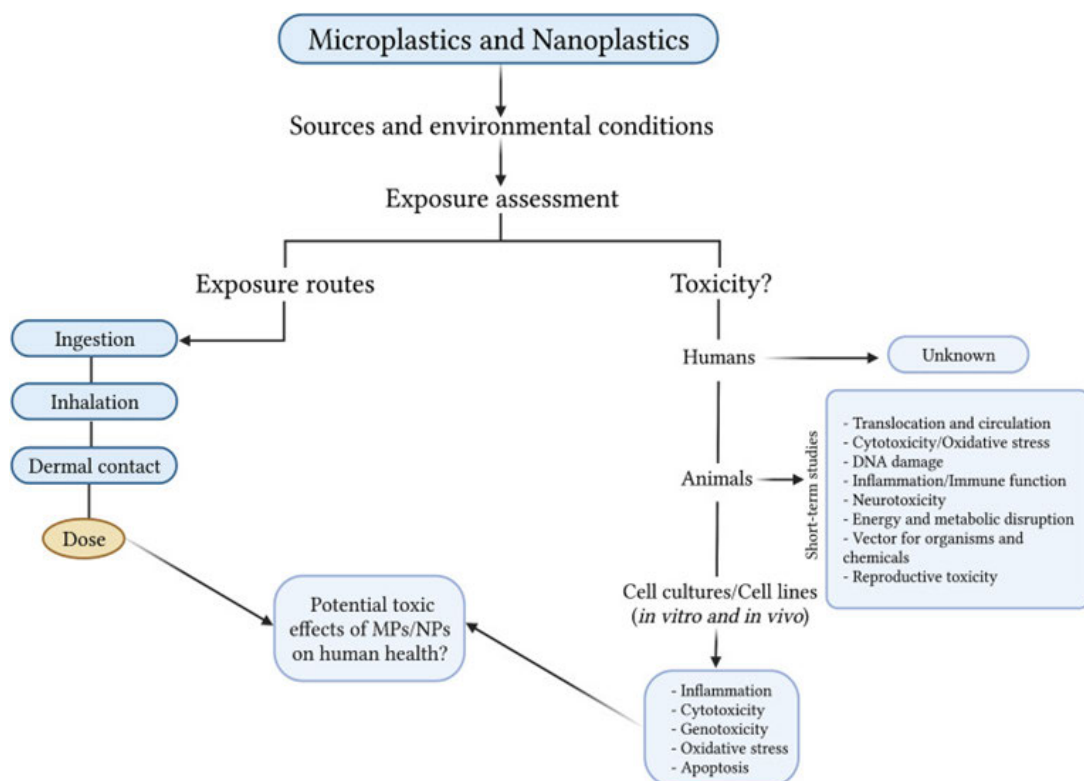 Microplastics and Nanoplastics
Sources and environmental conditions
Exposure assessment
Exposure routes
Toxicity?
Ingestion
Inhalation
Dermal contact
Dose
Humans
Unknown
Animals
Short-term studies
- Translocation and circulation
- Cytotoxicity/Oxidative stress
- DNA damage
- Inflammation/Immune function
- Neurotoxicity
- Energy and metabolic disruption
- Vector for organisms and
chemicals
- Reproductive toxicity
Cell cultures/Cell lines
(in vitro and in vivo)
Potential toxic
effects of MPs/NPs
on human health?
- Inflammation
- Cytotoxicity
- Genotoxicity
- Oxidative stress
- Apoptosis